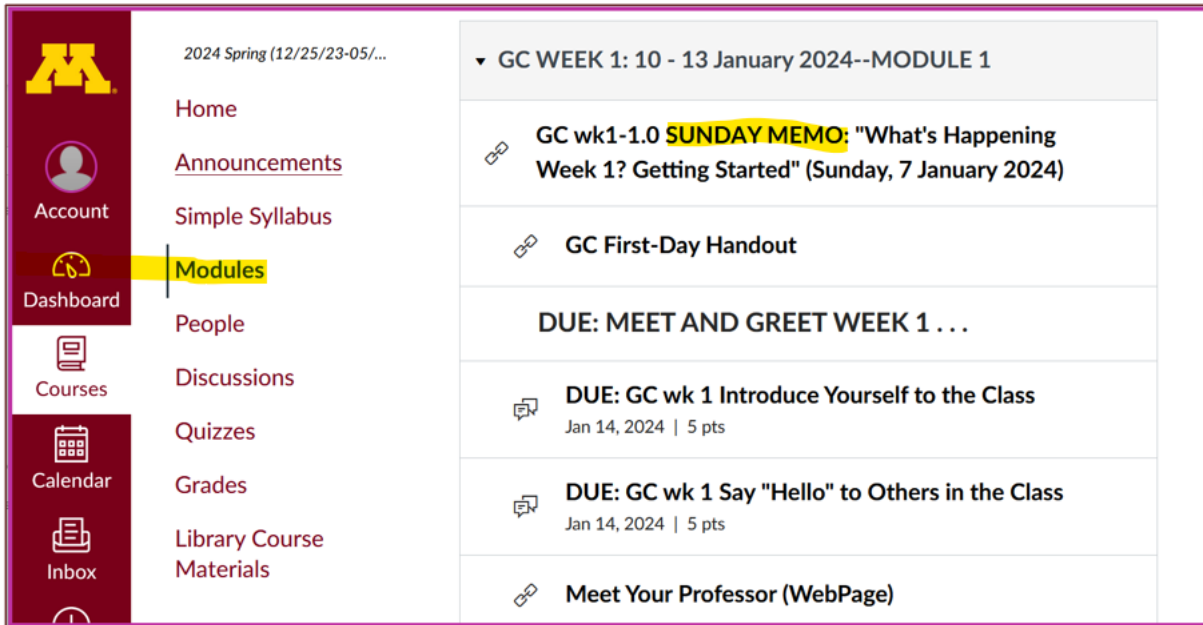 M
Account
Dashboard
Courses
Calendar
Inbox
2024 Spring (12/25/23-05/...
Home
Announcements
Simple Syllabus
Modules
People
Discussions
Quizzes
Grades
Library Course
Materials
GC WEEK 1: 10 - 13 January 2024--MODULE 1
GC wk1-1.0 SUNDAY MEMO: "What's Happening
Week 1? Getting Started" (Sunday, 7 January 2024)
GC First-Day Handout
DUE: MEET AND GREET WEEK 1 . . .
DUE: GC wk 1 Introduce Yourself to the Class
Jan 14, 2024 | 5 pts
DUE: GC wk 1 Say "Hello" to Others in the Class
Jan 14, 2024 | 5 pts
Meet Your Professor (WebPage)